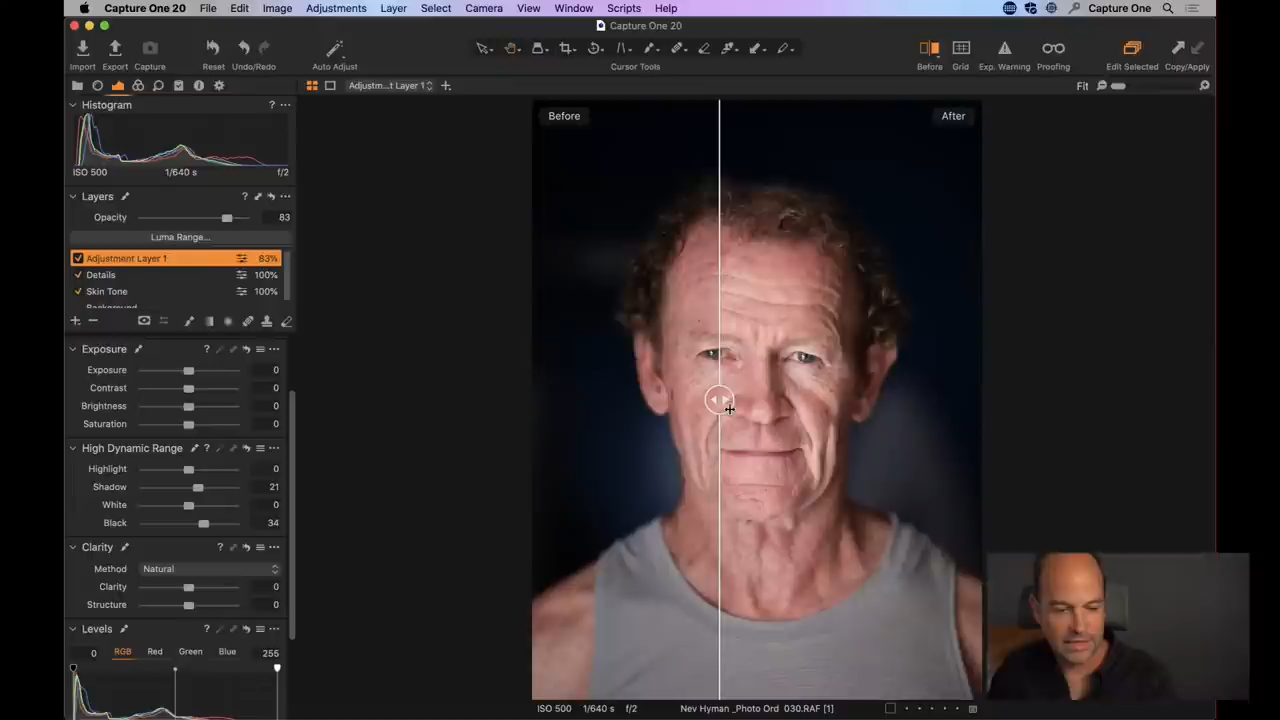 Capture One 20 File Edit Image Adjustments Layer Select Camera View Window Scripts Help Capture One
Capture One 20
Import Export Capture Reset Undo/Redo Auto Adjust Cursor Tools Before Grid Exp. Warning Proofing Edit Selected Copy/Apply
Adjustm...t Layer 1 Fit
Histogram ?
ISO 500 1/640 s f/2
Layers ?
Opacity 83
Luma Range...
Adjustment Layer 1 83%
Details 100%
Skin Tone 100%
Background
Exposure ?
Exposure 0
Contrast 0
Brightness 0
Saturation 0
High Dynamic Range ?
Highlight 0
Shadow 21
White 0
Black 34
Clarity ?
Method Natural
Clarity 0
Structure 0
Levels ?
0 RGB Red Green Blue 255
Before After
ISO 500 1/640 s f/2 Nev Hyman _Photo Ord 030.RAF [1]